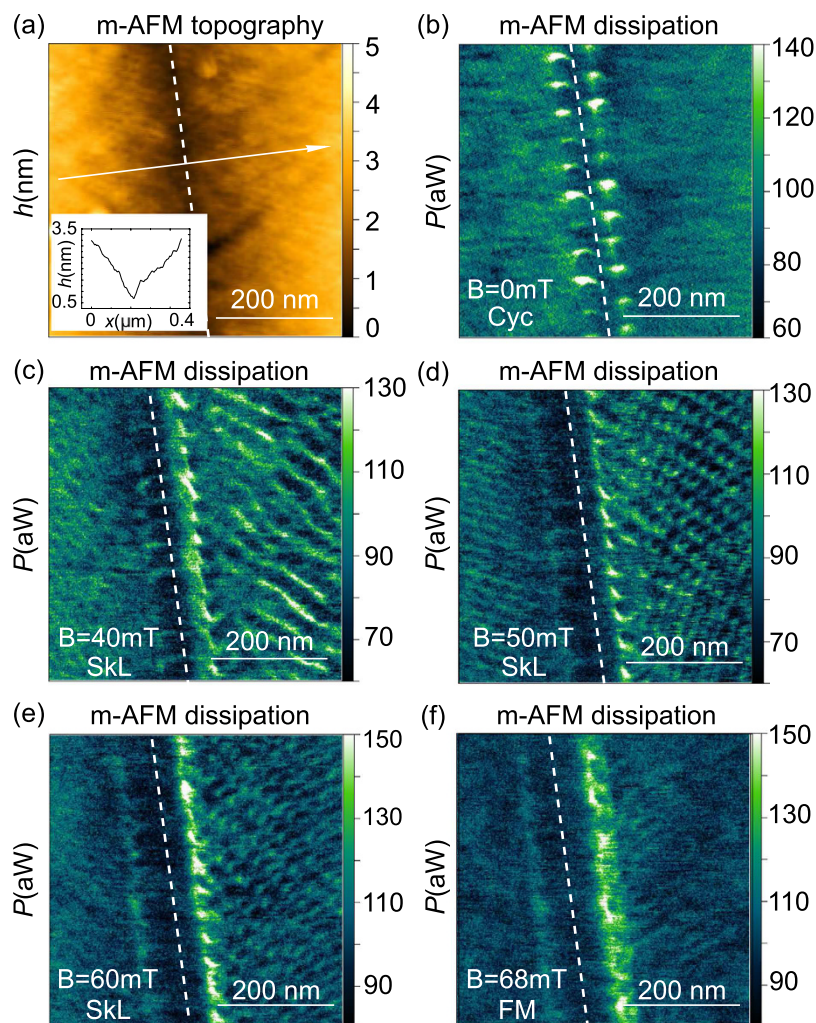 (a) m-AFM topography
5
4
3
2
1
0
h(nm)
3.5
h(nm)
0.5
0 x(μm) 0.4
200 nm
(b) m-AFM dissipation
140
120
100
80
60
P(aW)
B=0mT
Cyc
200 nm
(c) m-AFM dissipation
130
110
90
70
P(aW)
B=40mT
SkL
200 nm
(d) m-AFM dissipation
130
110
90
70
P(aW)
B=50mT
SkL
200 nm
(e) m-AFM dissipation
150
130
110
90
P(aW)
B=60mT
SkL
200 nm
(f) m-AFM dissipation
150
130
110
90
P(aW)
B=68mT
FM
200 nm